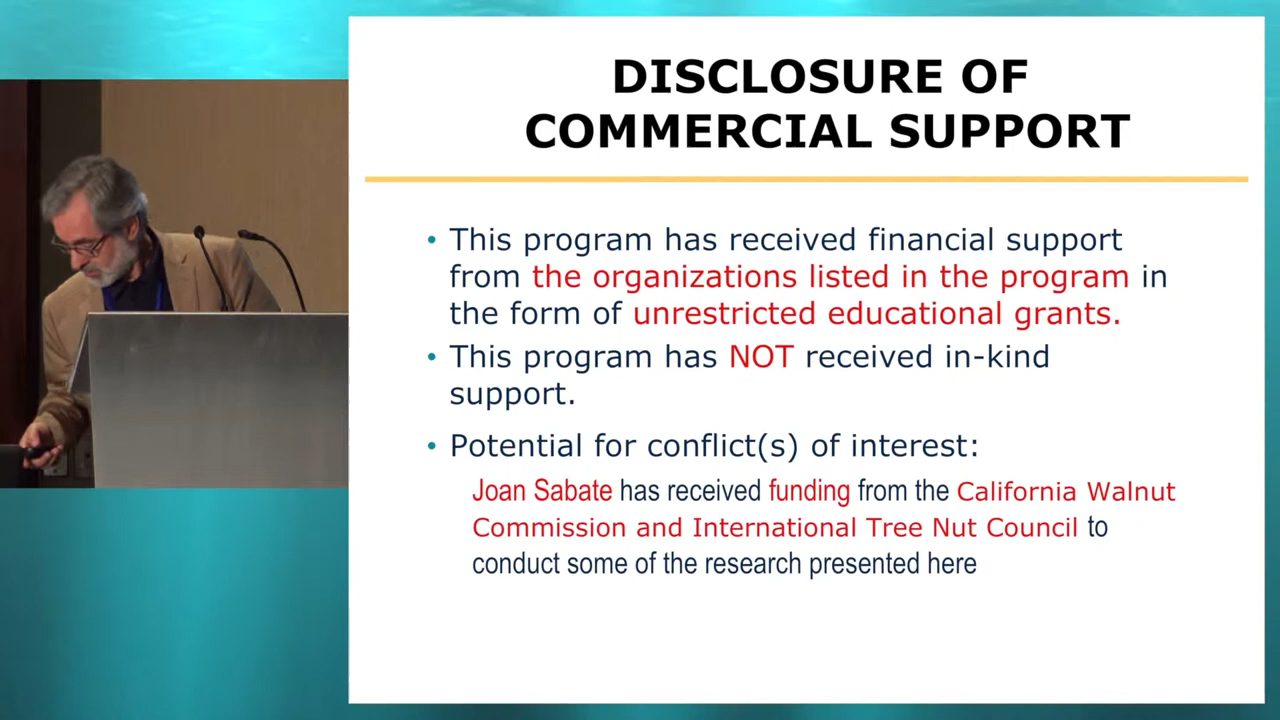 DISCLOSURE OF
COMMERCIAL SUPPORT
• This program has received financial support
from the organizations listed in the program in
the form of unrestricted educational grants.
• This program has NOT received in-kind
support.
• Potential for conflict(s) of interest:
Joan Sabate has received funding from the California Walnut
Commission and International Tree Nut Council to
conduct some of the research presented here